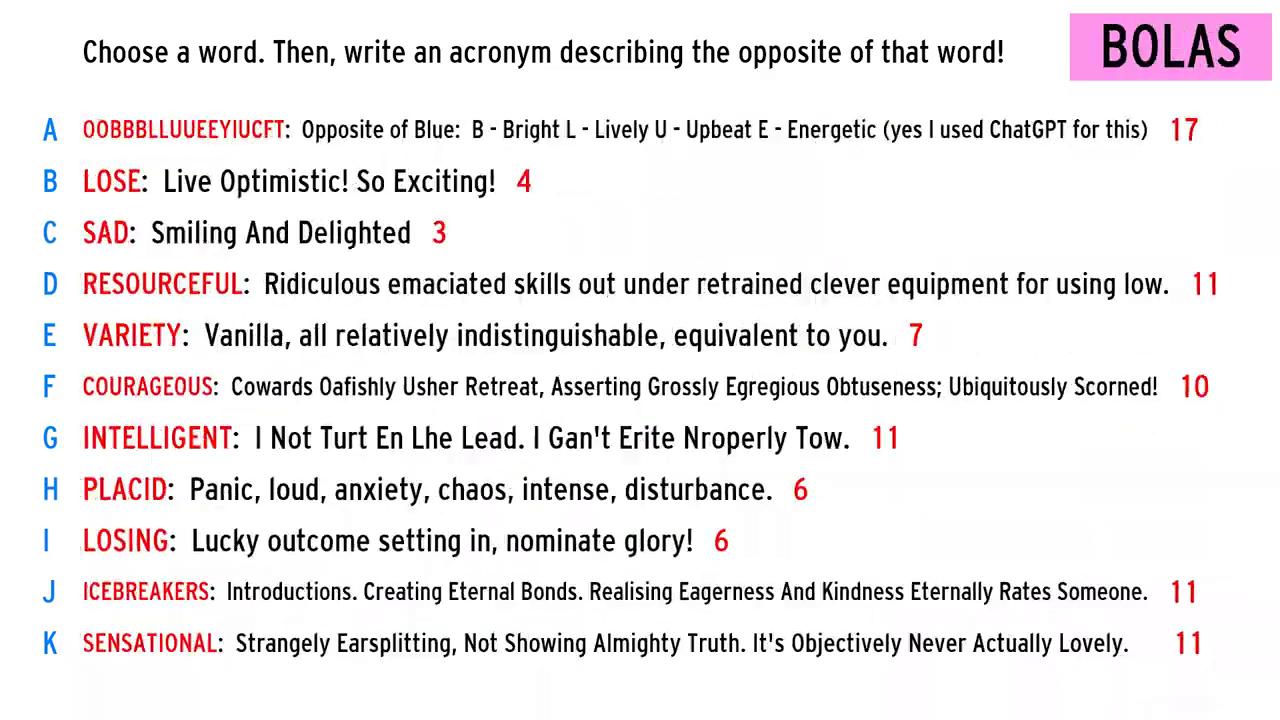 Choose a word. Then, write an acronym describing the opposite of that word!
BOLAS
A OOBBBLLUUEEYIUCFT: Opposite of Blue: B - Bright L - Lively U - Upbeat E - Energetic (yes I used ChatGPT for this) 17
B LOSE: Live Optimistic! So Exciting! 4
C SAD: Smiling And Delighted 3
D RESOURCEFUL: Ridiculous emaciated skills out under retrained clever equipment for using low. 11
E VARIETY: Vanilla, all relatively indistinguishable, equivalent to you. 7
F COURAGEOUS: Cowards Oafishly Usher Retreat, Asserting Grossly Egregious Obtuseness; Ubiquitously Scorned! 10
G INTELLIGENT: I Not Turt En Lhe Lead. I Gan't Erite Nroperly Tow. 11
H PLACID: Panic, loud, anxiety, chaos, intense, disturbance. 6
I LOSING: Lucky outcome setting in, nominate glory! 6
J ICEBREAKERS: Introductions. Creating Eternal Bonds. Realising Eagerness And Kindness Eternally Rates Someone. 11
K SENSATIONAL: Strangely Earsplitting, Not Showing Almighty Truth. It's Objectively Never Actually Lovely. 11